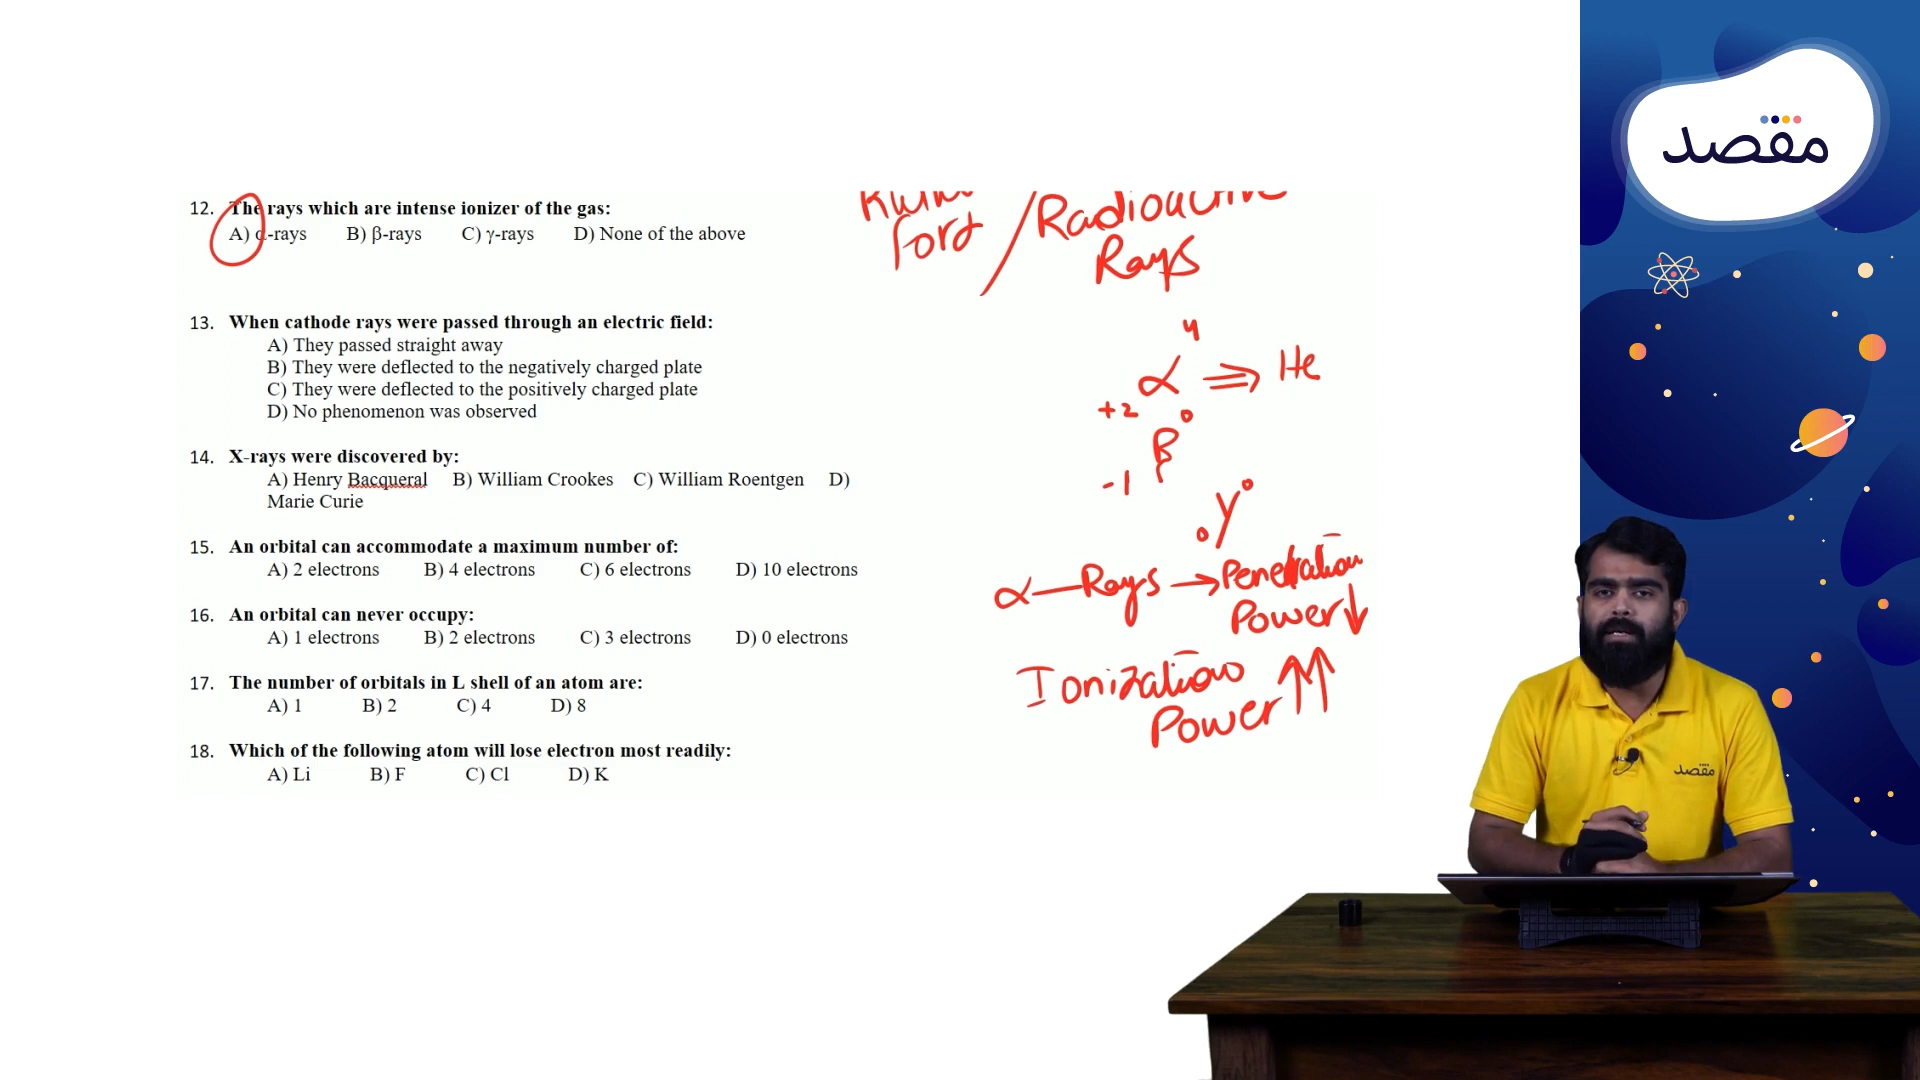 12. The rays which are intense ionizer of the gas:
A) α-rays B) β-rays C) γ-rays D) None of the above
13. When cathode rays were passed through an electric field:
A) They passed straight away
B) They were deflected to the negatively charged plate
C) They were deflected to the positively charged plate
D) No phenomenon was observed
14. X-rays were discovered by:
A) Henry Bacqueral B) William Crookes C) William Roentgen D)
Marie Curie
15. An orbital can accommodate a maximum number of:
A) 2 electrons B) 4 electrons C) 6 electrons D) 10 electrons
16. An orbital can never occupy:
A) 1 electrons B) 2 electrons C) 3 electrons D) 0 electrons
17. The number of orbitals in L shell of an atom are:
A) 1 B) 2 C) 4 D) 8
18. Which of the following atom will lose electron most readily:
A) Li B) F C) Cl D) K
ford / Radioactive
Rays
4
α ⇒ He
+2
0
β
-1
0
γ
0
α—Rays → Penetration
Power ↓
Ionization
Power ↑↑
مقصد
مقصد